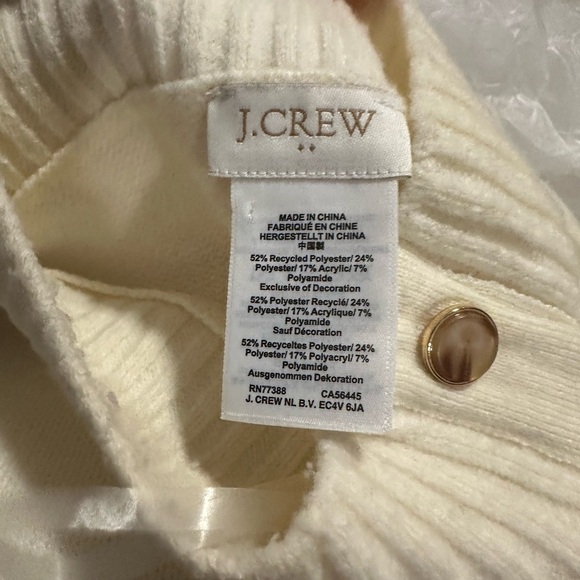 J.CREW
MADE IN CHINA
FABRIQUÉ EN CHINE
HERGESTELLT IN CHINA
中国製
52% Recycled Polyester/ 24%
Polyester/ 17% Acrylic/ 7%
Polyamide
Exclusive of Decoration
52% Polyester Recyclé/ 24%
Polyester/ 17% Acrylique/ 7%
Polyamide
Sauf Décoration
52% Recyceltes Polyester/ 24%
Polyester/ 17% Polyacryl/ 7%
Polyamide
Ausgenommen Dekoration
RN77388 CA56445
J. CREW NL B.V. EC4V 6JA